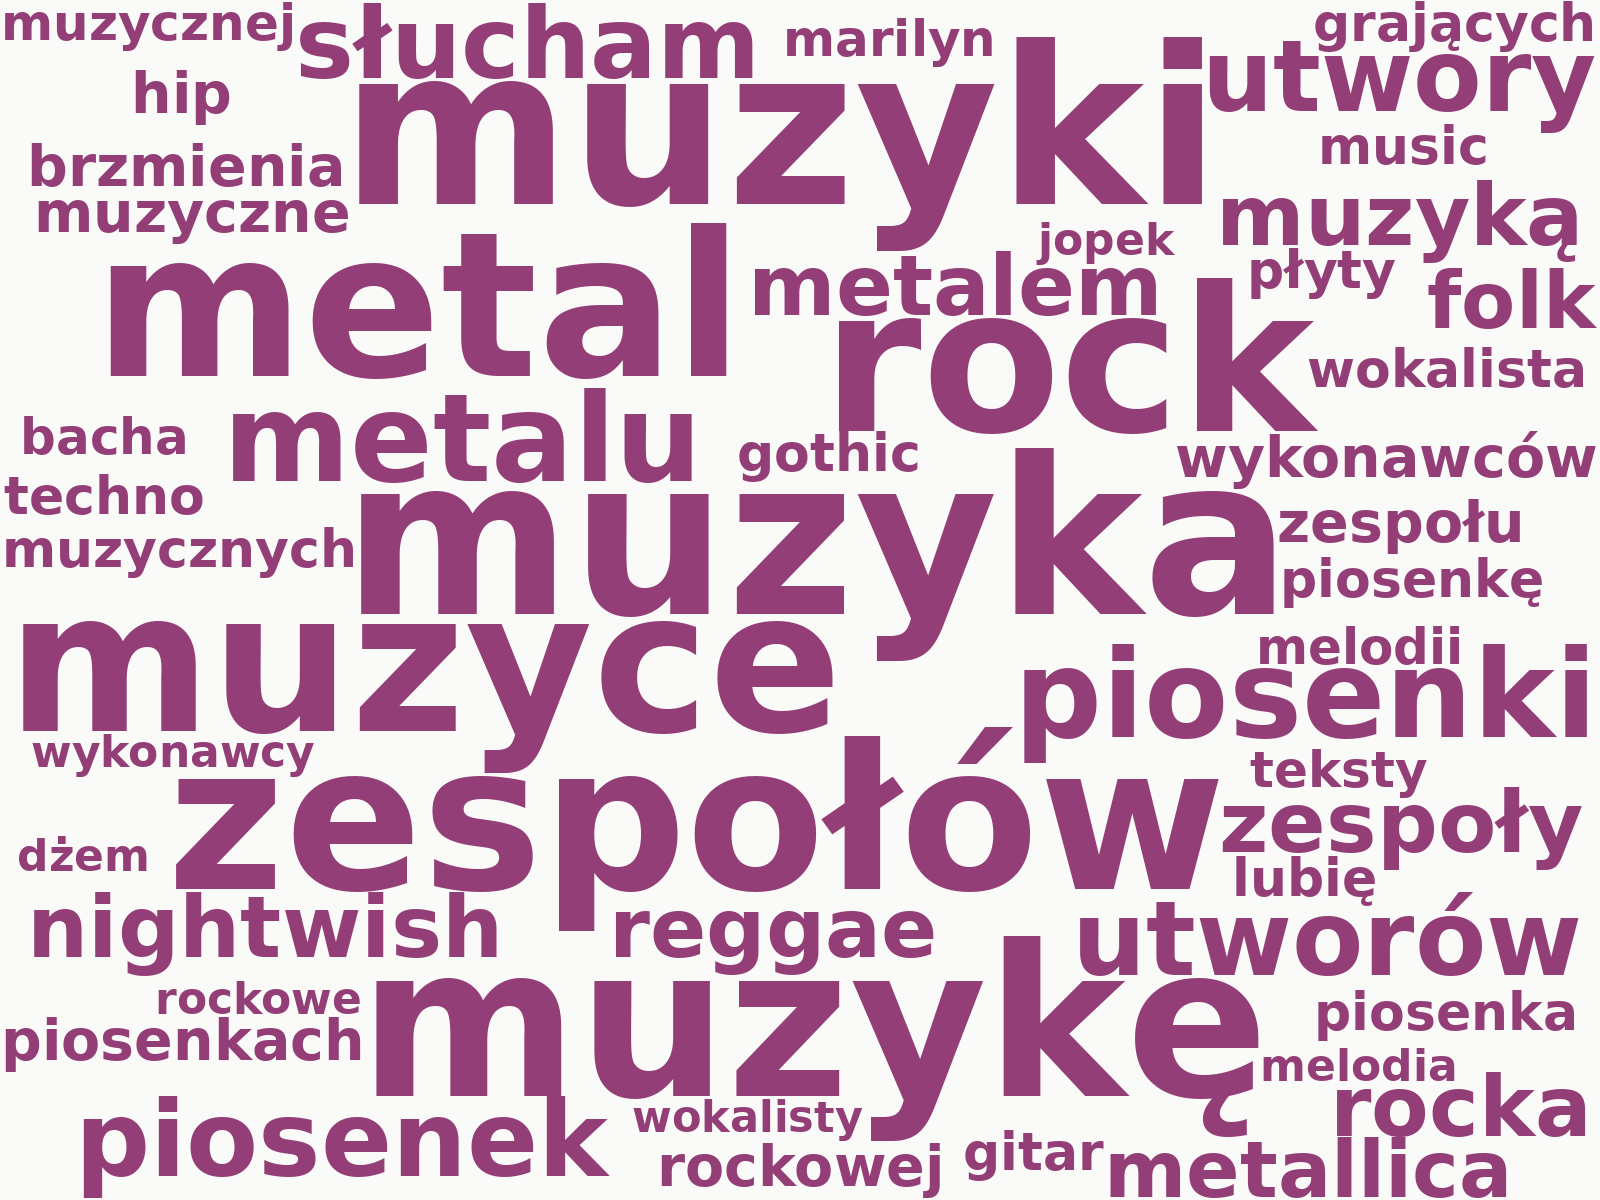 muzycznej słucham marilyn grających
hip muzyki utwory
brzmienia music
muzyczne jopek muzyką
metal metalem płyty folk
rock wokalista
bacha metalu gothic wykonawców
techno muzyka zespołu
muzycznych piosenkę
muzyce melodii
piosenki
wykonawcy zespołów teksty
dżem zespoły
lubię
nightwish reggae utworów
rockowe muzykę piosenka
piosenkach melodia
piosenek wokalisty rocka
rockowej gitar metallica